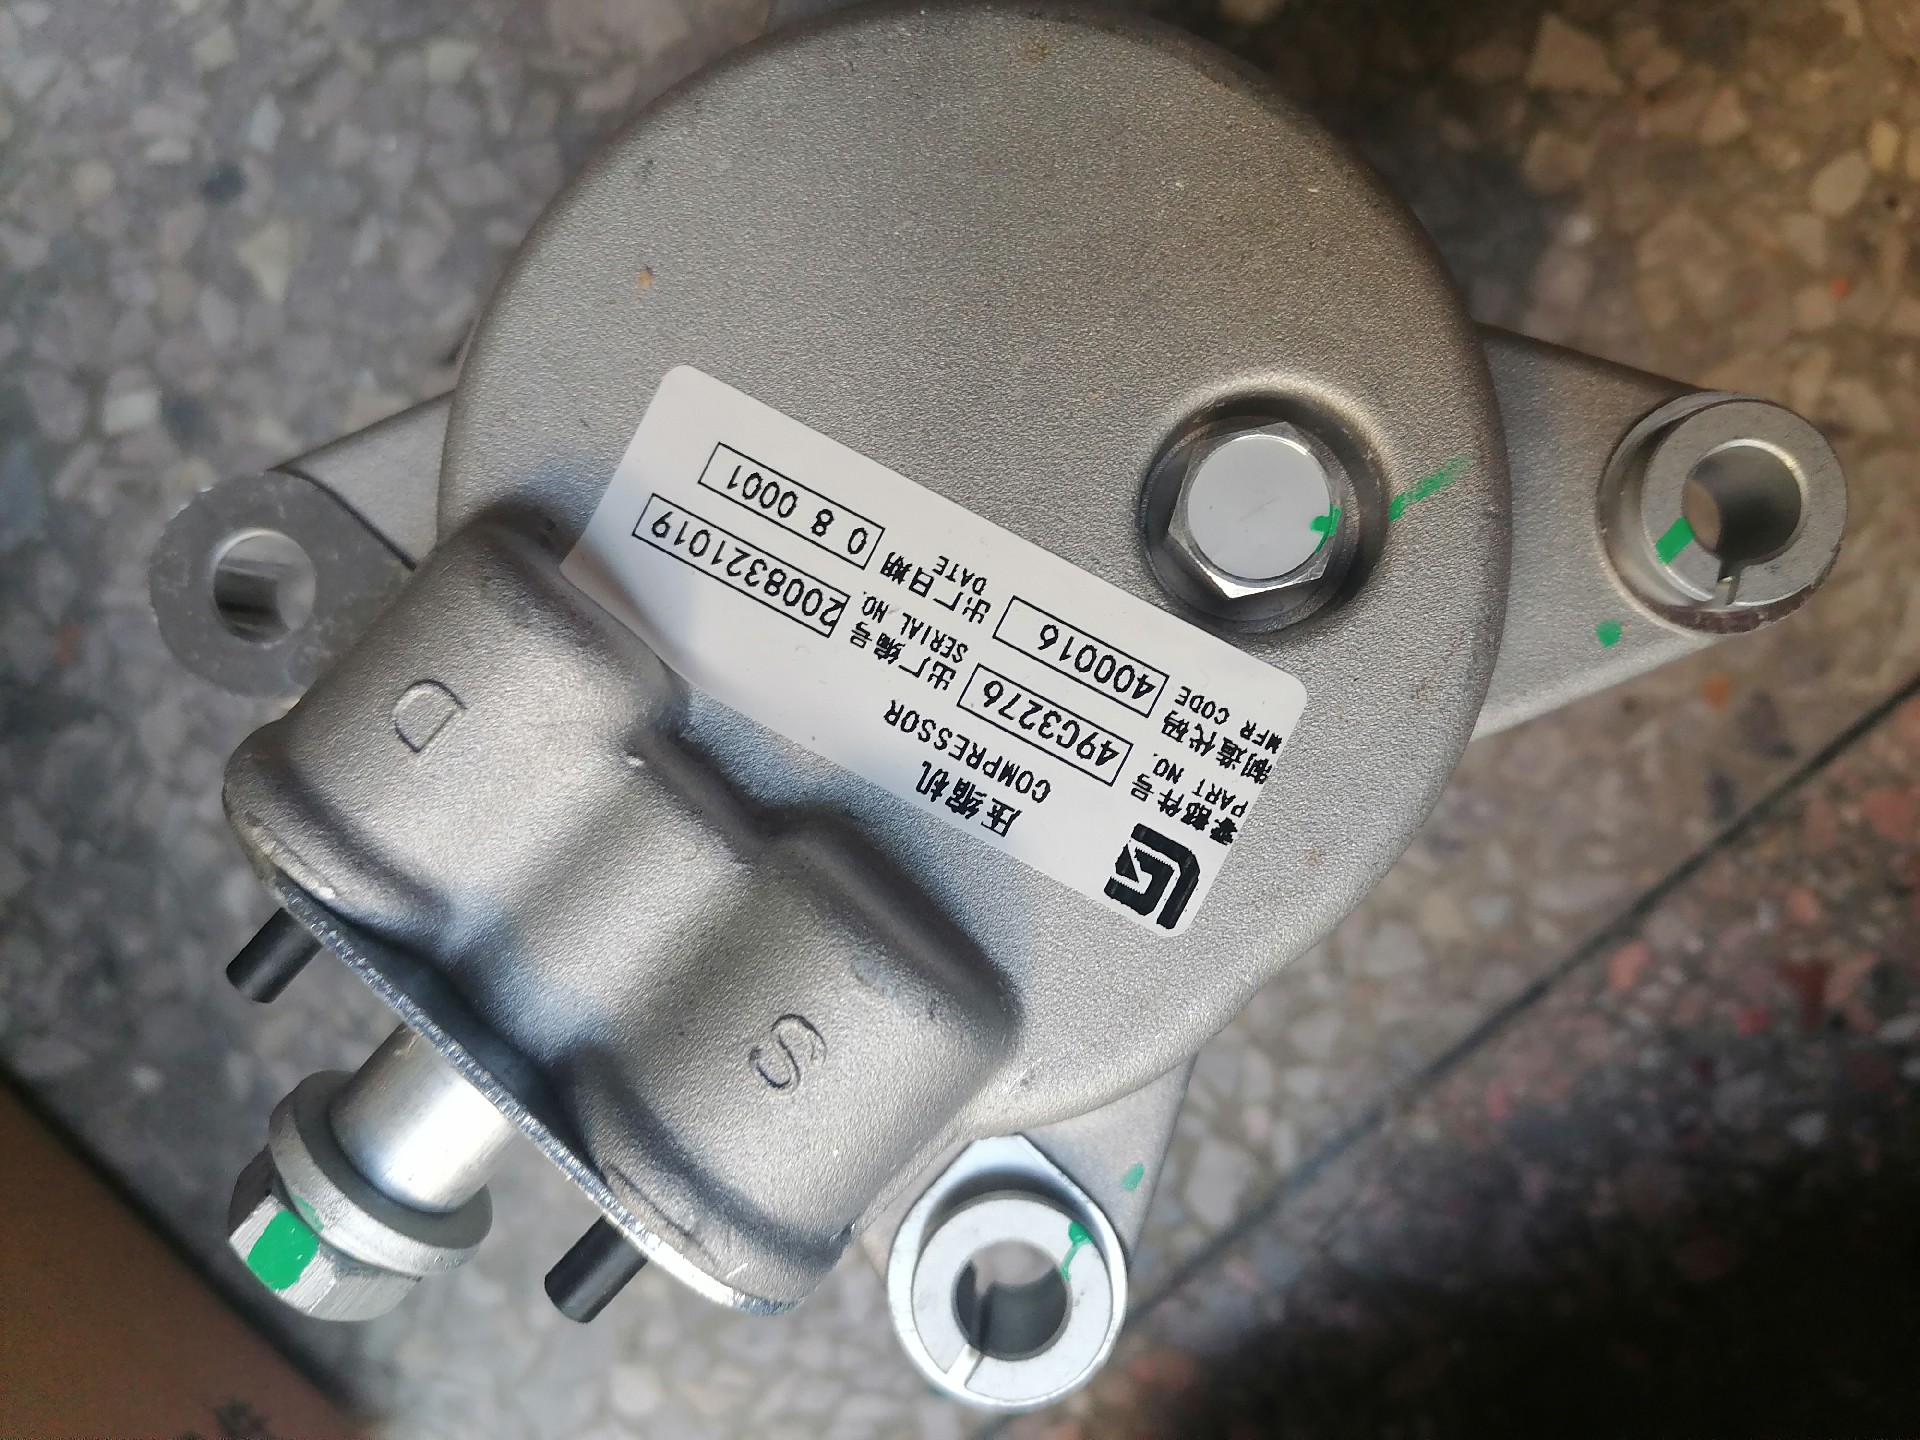 压缩机
COMPRESSOR
零部件号 49C3276 出厂编号 2008321019
PART NO. SERIAL NO.
制造代码 400016 出厂日期 0 8 0001
MFR CODE DATE
D
S